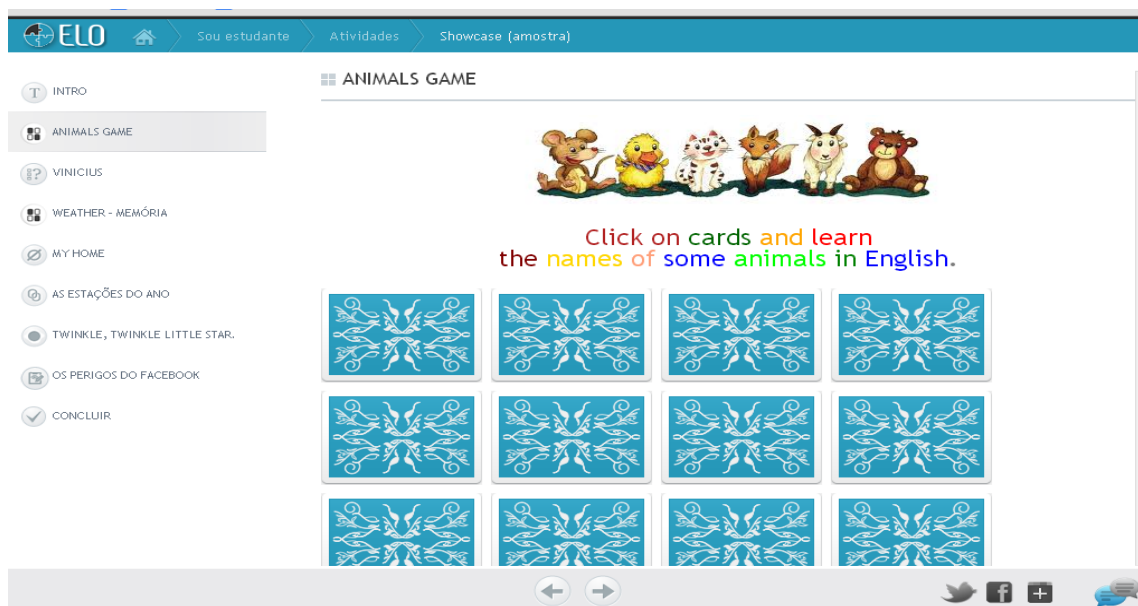 ELO
Sou estudante
Atividades
Showcase (amostra)
INTRO
ANIMALS GAME
VINICIUS
WEATHER - MEMÓRIA
MY HOME
AS ESTAÇÕES DO ANO
TWINKLE, TWINKLE LITTLE STAR.
OS PERIGOS DO FACEBOOK
CONCLUIR
ANIMALS GAME
Click on cards and learn
the names of some animals in English.